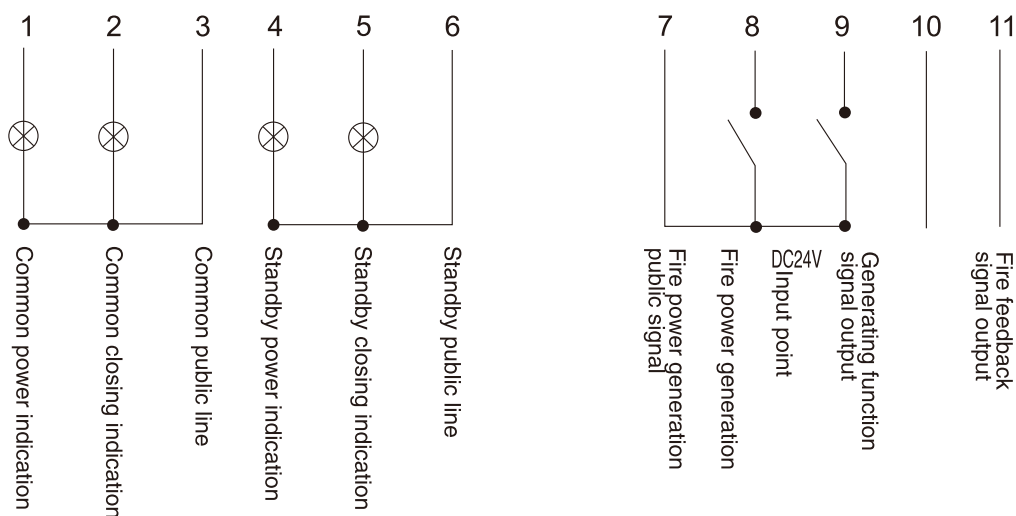 1 2 3 4 5 6 7 8 9 10 11
Common power indication
Common closing indication
Common public line
Standby power indication
Standby closing indication
Standby public line
Fire power generation
public signal
Fire power generation
DC24V
Input point
Generating function
signal output
Fire feedback
signal output